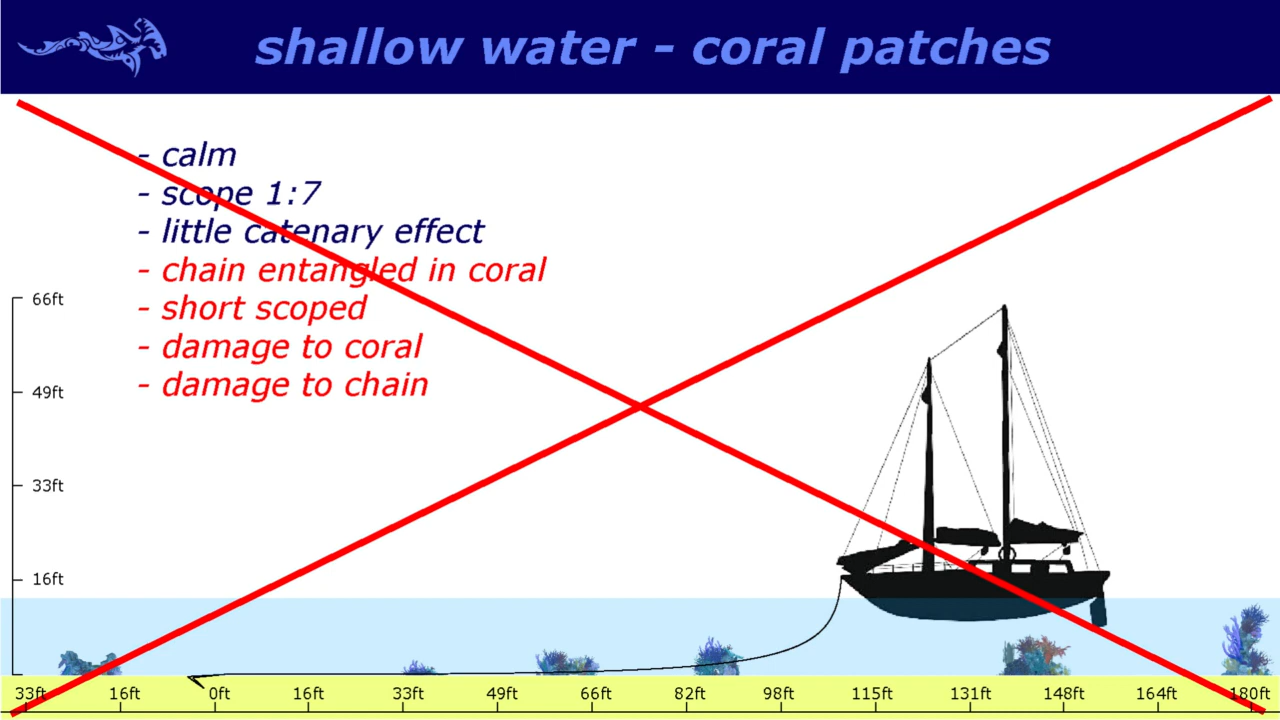 shallow water - coral patches
- calm
- scope 1:7
- little catenary effect
- chain entangled in coral
- short scoped
- damage to coral
- damage to chain
66ft
49ft
33ft
16ft
33ft 16ft 0ft 16ft 33ft 49ft 66ft 82ft 98ft 115ft 131ft 148ft 164ft 180ft